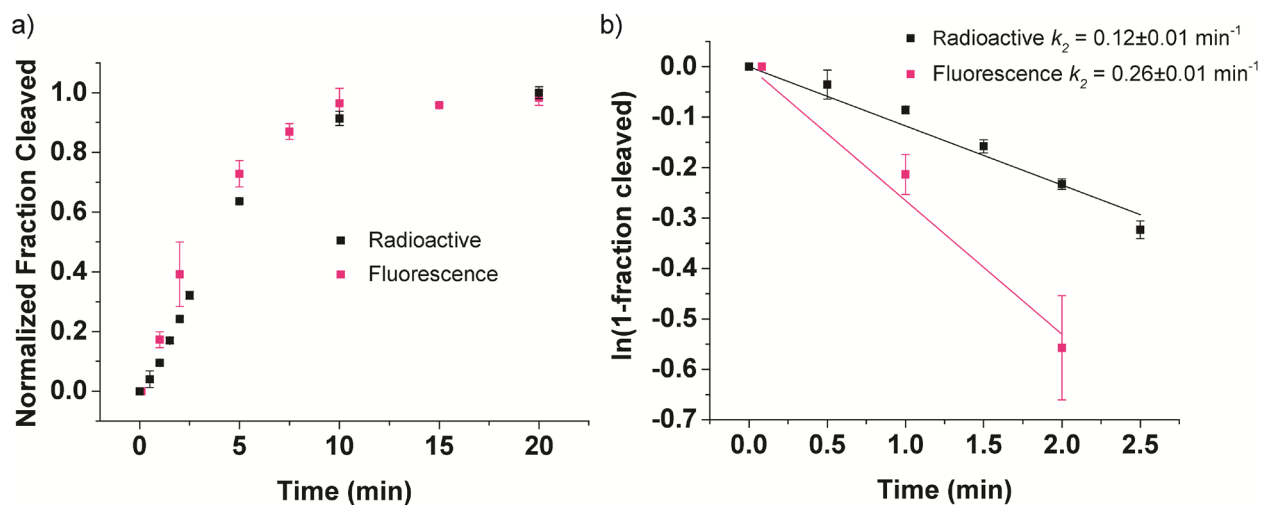 a)
Normalized Fraction Cleaved
1.0
0.8
0.6
0.4
0.2
0.0
Radioactive
Fluorescence
0 5 10 15 20
Time (min)
b)
Radioactive k2 = 0.12±0.01 min-1
Fluorescence k2 = 0.26±0.01 min-1
ln(1-fraction cleaved)
0.0
-0.1
-0.2
-0.3
-0.4
-0.5
-0.6
-0.7
0.0 0.5 1.0 1.5 2.0 2.5
Time (min)